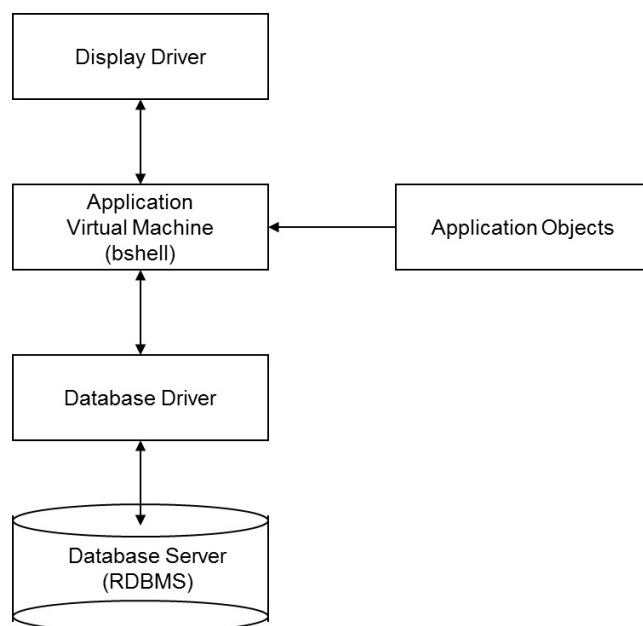 Display Driver
Application
Virtual Machine
(bshell)
Application Objects
Database Driver
Database Server
(RDBMS)